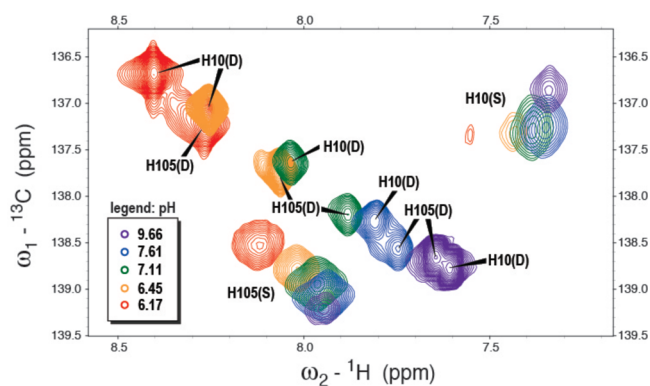 8.5 8.0 7.5
136.5 136.5
H10(D)
137.0 H10(S) 137.0
H105(D)
137.5 H10(D) 137.5
138.0 H10(D) 138.0
H105(D) H105(D)
legend: pH
9.66
7.61
7.11
6.45
6.17
138.5 138.5
H10(D)
H105(S)
139.0 139.0
139.5 139.5
8.5 8.0 7.5
ω1 - 13C (ppm)
ω2 - 1H (ppm)